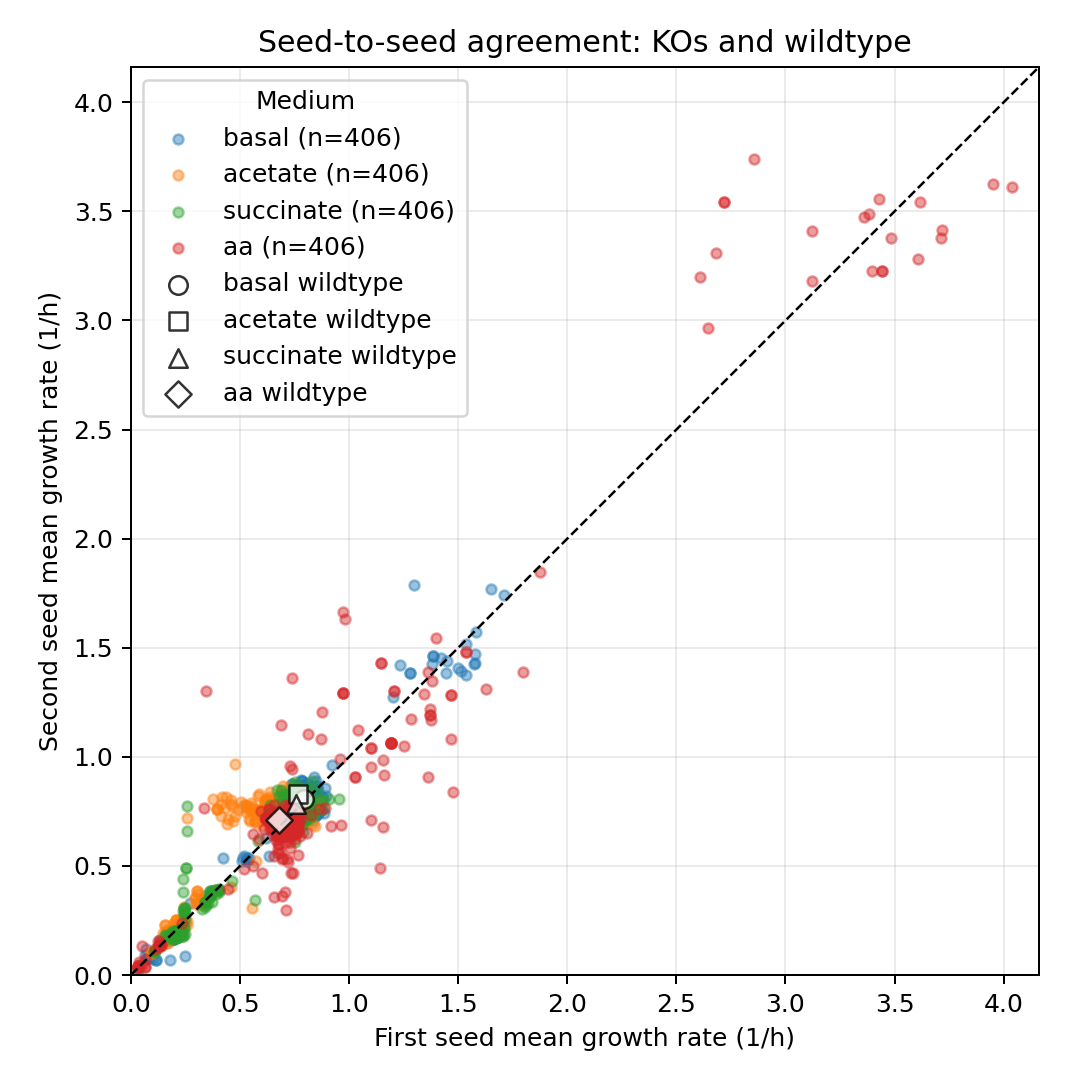 Seed-to-seed agreement: KOs and wildtype
Medium
basal (n=406)
acetate (n=406)
succinate (n=406)
aa (n=406)
basal wildtype
acetate wildtype
succinate wildtype
aa wildtype
Second seed mean growth rate (1/h)
4.0
3.5
3.0
2.5
2.0
1.5
1.0
0.5
0.0
0.0 0.5 1.0 1.5 2.0 2.5 3.0 3.5 4.0
First seed mean growth rate (1/h)